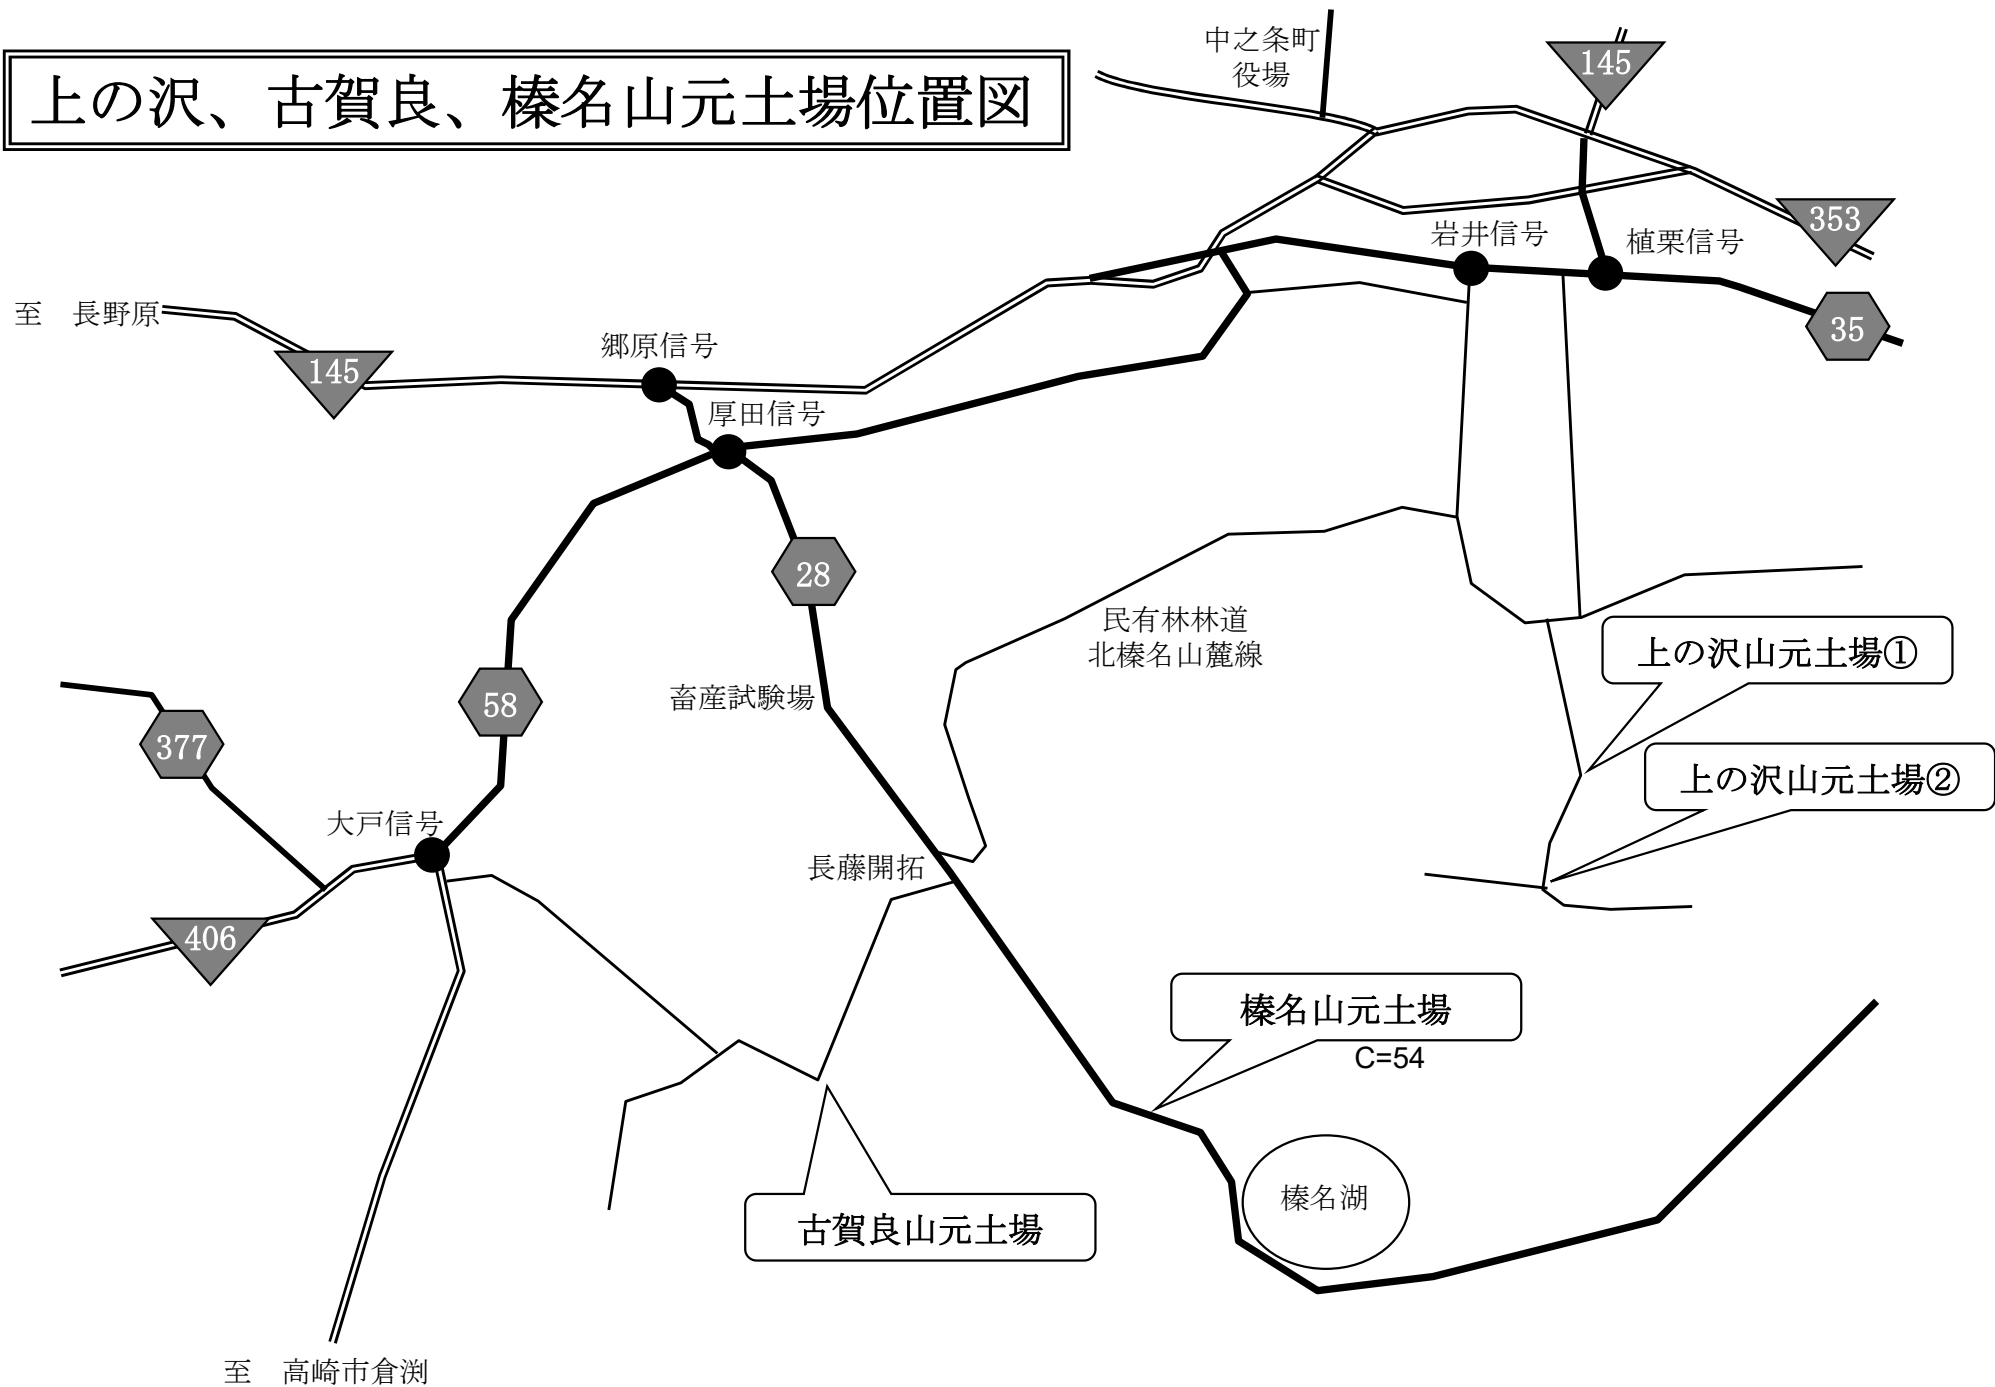 上の沢、古賀良、榛名山元土場位置図
中之条町
役場
145
353
岩井信号
植栗信号
35
至　長野原
145
郷原信号
厚田信号
28
民有林林道
北榛名山麓線
上の沢山元土場①
58
畜産試験場
377
上の沢山元土場②
大戸信号
長藤開拓
406
榛名山元土場
C=54
榛名湖
古賀良山元土場
至　高崎市倉渕